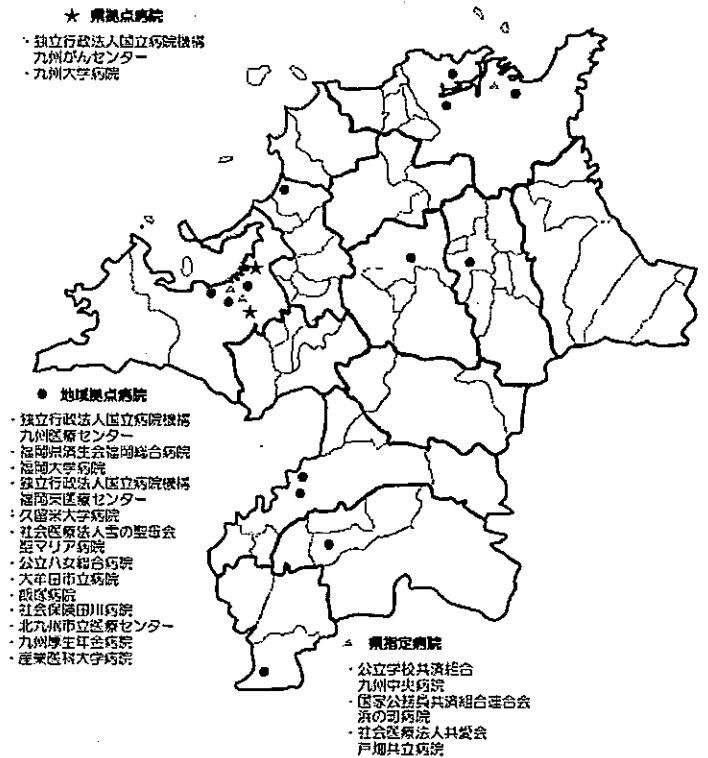 ★ 県拠点病院
・独立行政法人国立病院機構
九州がんセンター
・九州大学病院
● 地域拠点病院
・独立行政法人国立病院機構
九州医療センター
・福岡県済生会福岡総合病院
・福岡大学病院
・独立行政法人国立病院機構
福岡東医療センター
・久留米大学病院
・社会医療法人雪の聖母会
聖マリア病院
・公立八女総合病院
・大牟田市立病院
・飯塚病院
・社会保険田川病院
・北九州市立医療センター
・九州厚生年金病院
・産業医科大学病院
△ 県指定病院
・公立学校共済組合
九州中央病院
・国家公務員共済組合連合会
浜の町病院
・社会医療法人共愛会
戸畑共立病院